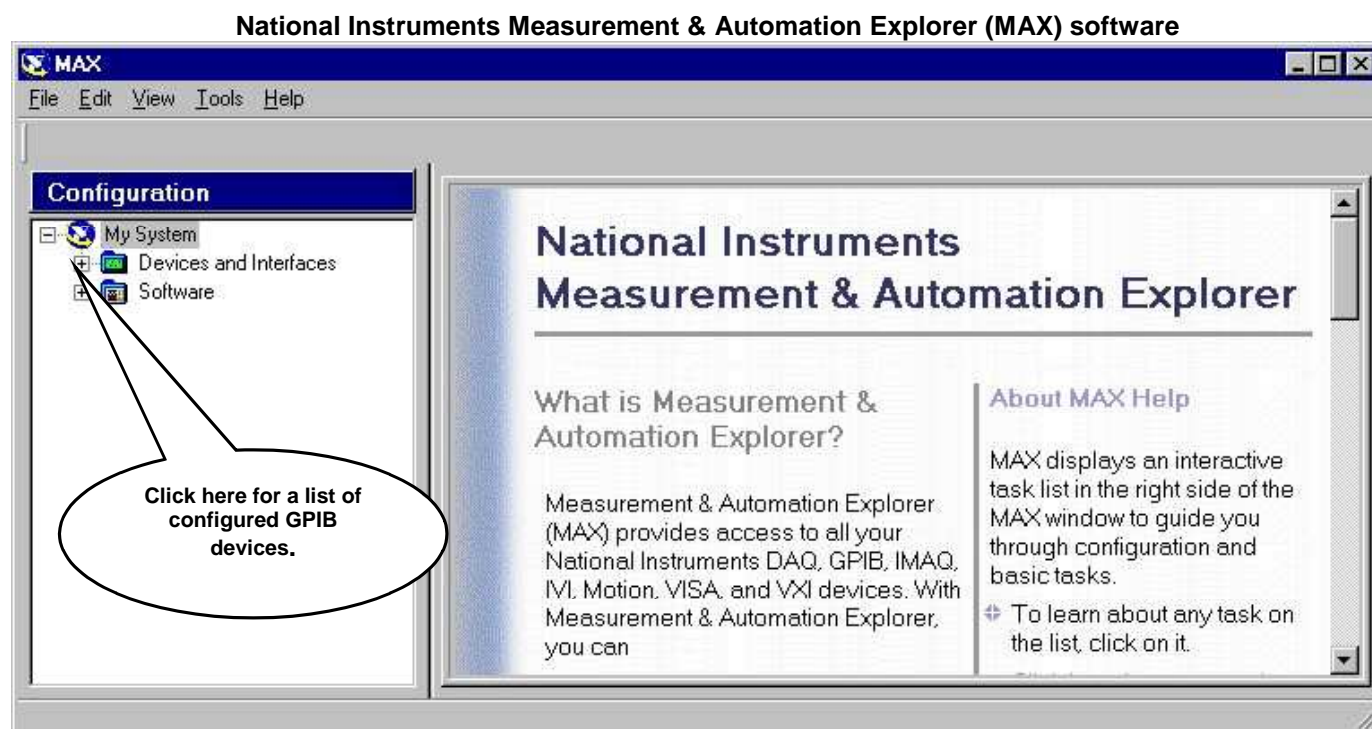 National Instruments Measurement & Automation Explorer (MAX) software
MAX
File Edit View Tools Help
Configuration
My System
Devices and Interfaces
Software
Click here for a list of
configured GPIB
devices.
National Instruments
Measurement & Automation Explorer
What is Measurement &
Automation Explorer?
Measurement & Automation Explorer
(MAX) provides access to all your
National Instruments DAQ, GPIB, IMAQ,
IVI, Motion, VISA, and VXI devices. With
Measurement & Automation Explorer,
you can
About MAX Help
MAX displays an interactive
task list in the right side of the
MAX window to guide you
through configuration and
basic tasks.
To learn about any task on
the list, click on it.